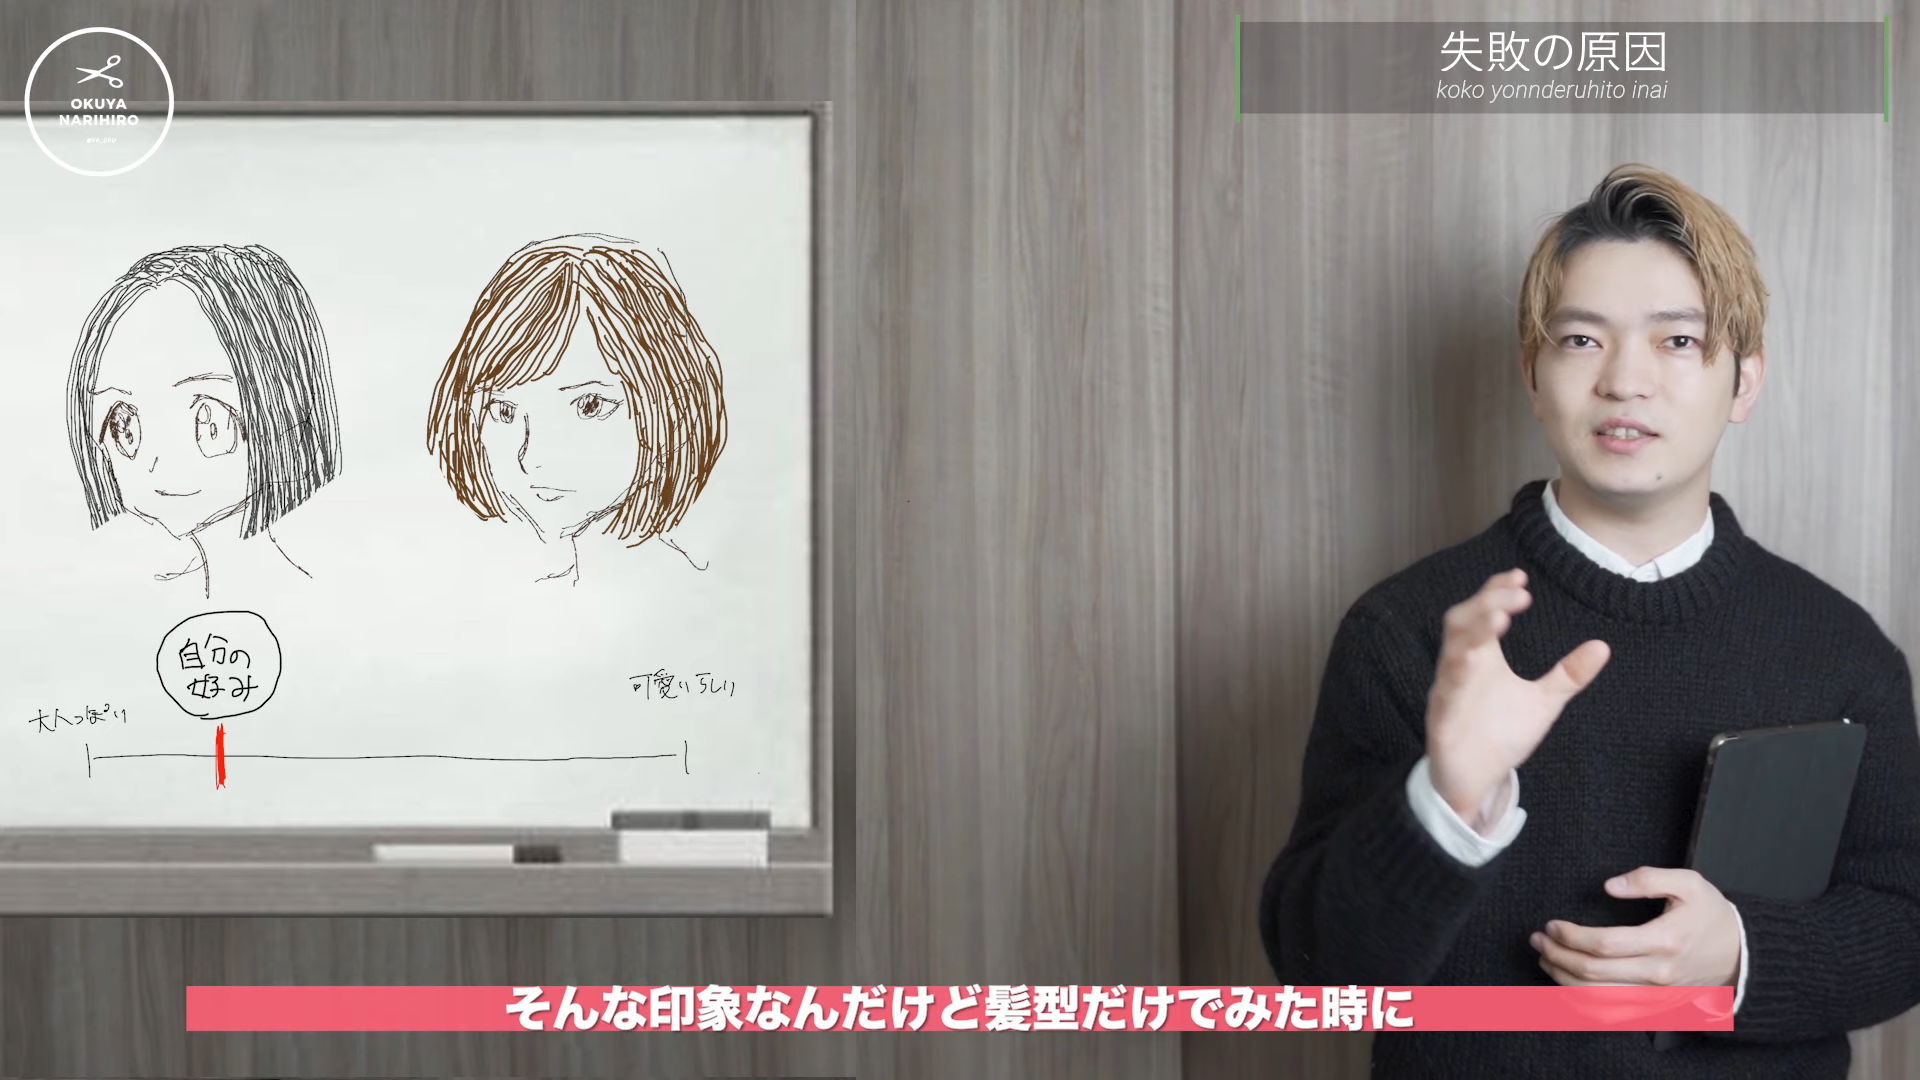 OKUYA
NARIHIRO
失敗の原因
koko yonnderuhito inai
自分の
好み
大人っぽい
可愛いらしい
そんな印象なんだけど髪型だけでみた時に